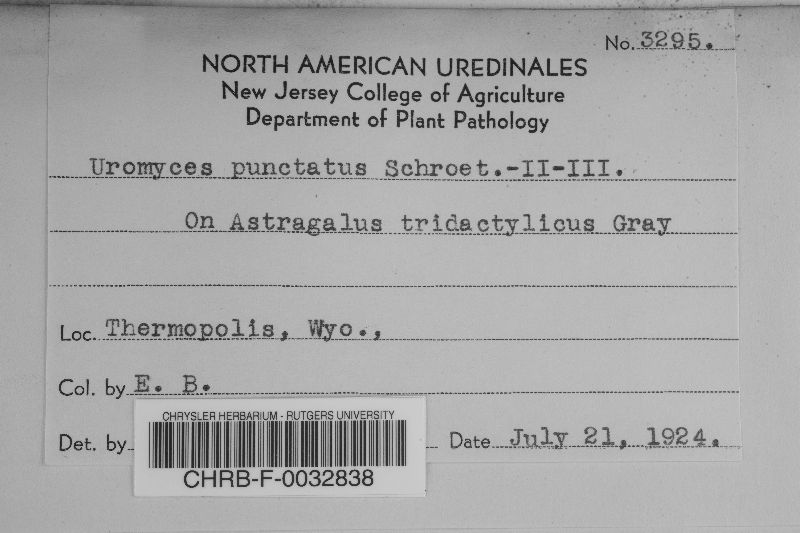 No. 3295.
NORTH AMERICAN UREDINALES
New Jersey College of Agriculture
Department of Plant Pathology
Uromyces punctatus Schroet.-II-III.
On Astragalus tridactylicus Gray
Loc. Thermopolis, Wyo.,
Col. by E. B.
Det. by
Date July 21, 1924.
CHRYSLER HERBARIUM - RUTGERS UNIVERSITY
CHRB-F-0032838